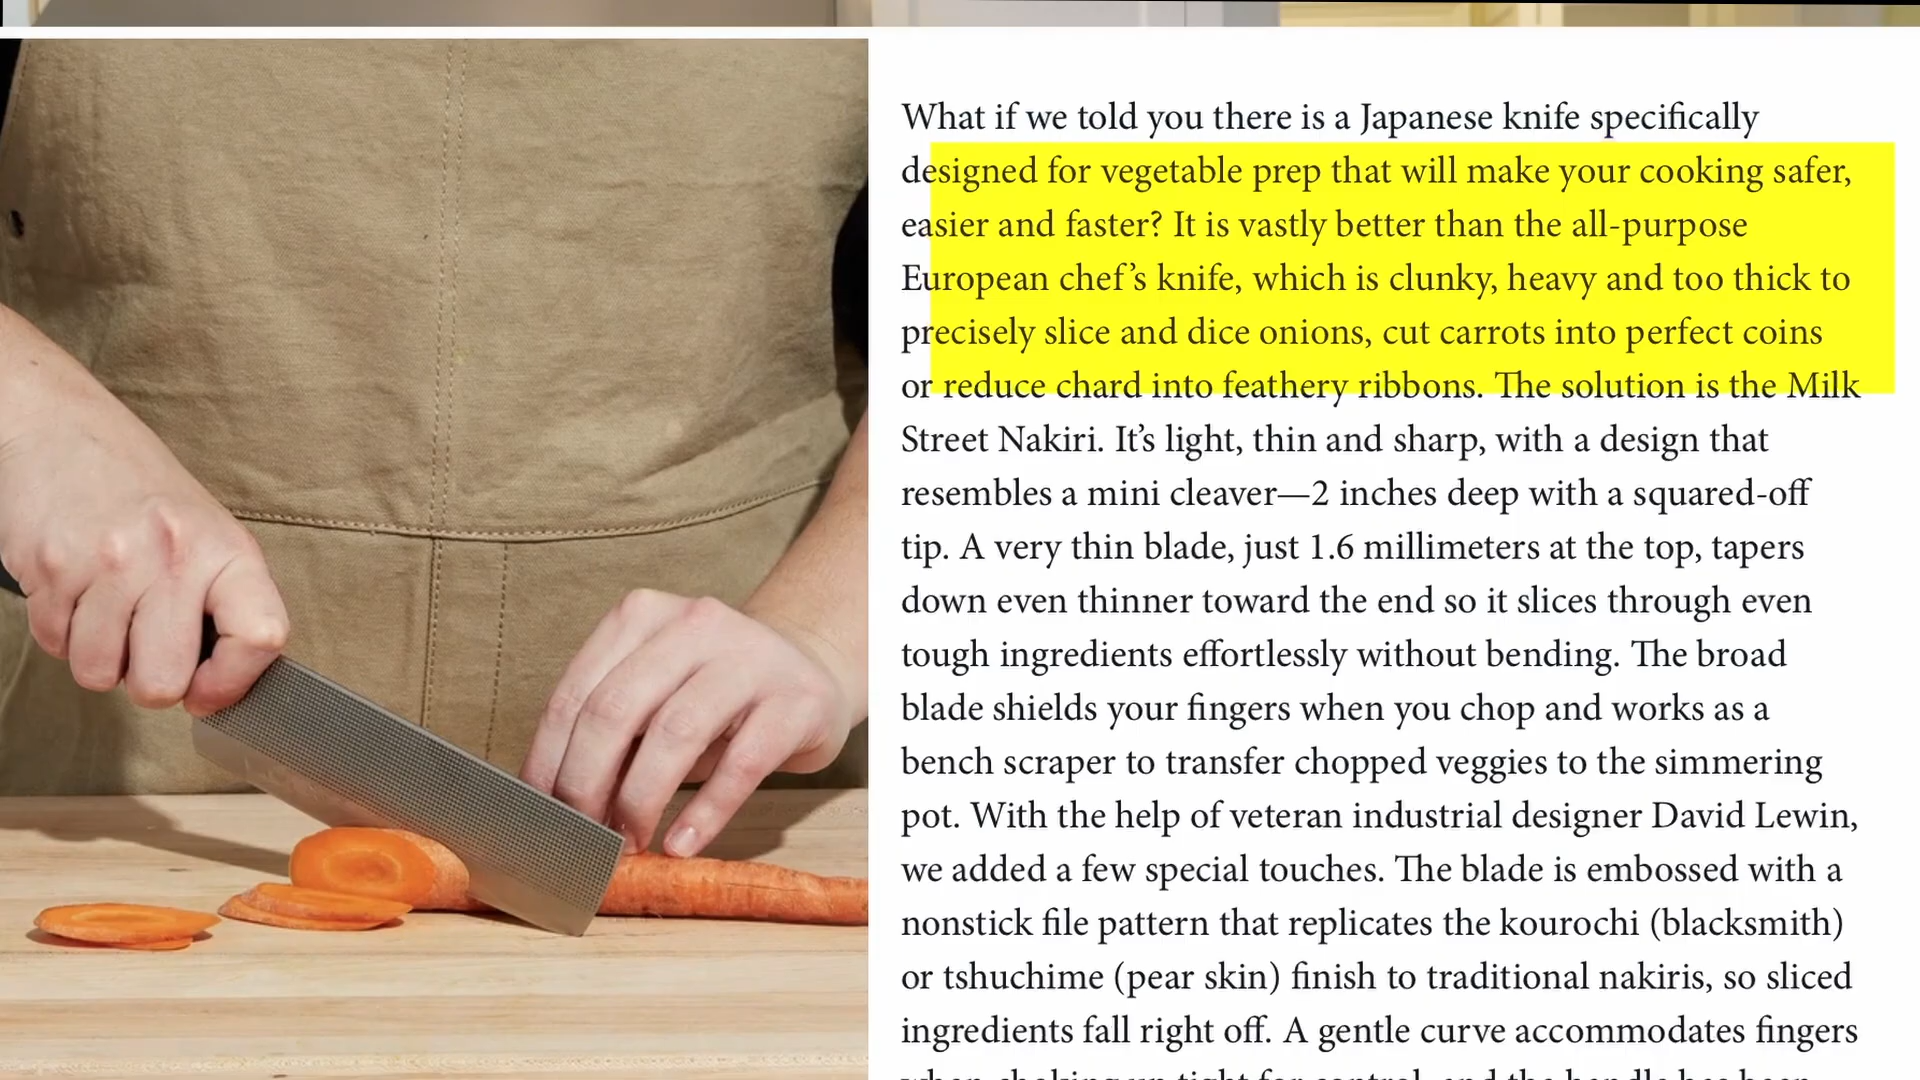 What if we told you there is a Japanese knife specifically
designed for vegetable prep that will make your cooking safer,
easier and faster? It is vastly better than the all-purpose
European chef’s knife, which is clunky, heavy and too thick to
precisely slice and dice onions, cut carrots into perfect coins
or reduce chard into feathery ribbons. The solution is the Milk
Street Nakiri. It’s light, thin and sharp, with a design that
resembles a mini cleaver—2 inches deep with a squared-off
tip. A very thin blade, just 1.6 millimeters at the top, tapers
down even thinner toward the end so it slices through even
tough ingredients effortlessly without bending. The broad
blade shields your fingers when you chop and works as a
bench scraper to transfer chopped veggies to the simmering
pot. With the help of veteran industrial designer David Lewin,
we added a few special touches. The blade is embossed with a
nonstick file pattern that replicates the kourochi (blacksmith)
or tshuchime (pear skin) finish to traditional nakiris, so sliced
ingredients fall right off. A gentle curve accommodates fingers